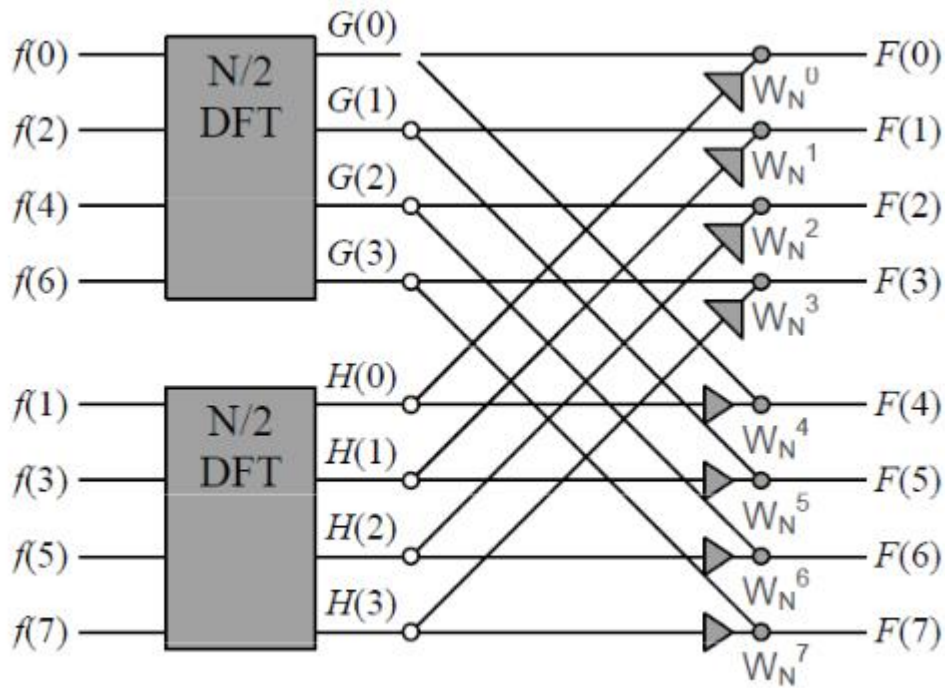 f(0) N/2 G(0) F(0)
DFT W_N^0
f(2) G(1) F(1)
W_N^1
f(4) G(2) F(2)
W_N^2
f(6) G(3) F(3)
W_N^3
f(1) N/2 H(0) F(4)
DFT W_N^4
f(3) H(1) F(5)
W_N^5
f(5) H(2) F(6)
W_N^6
f(7) H(3) F(7)
W_N^7